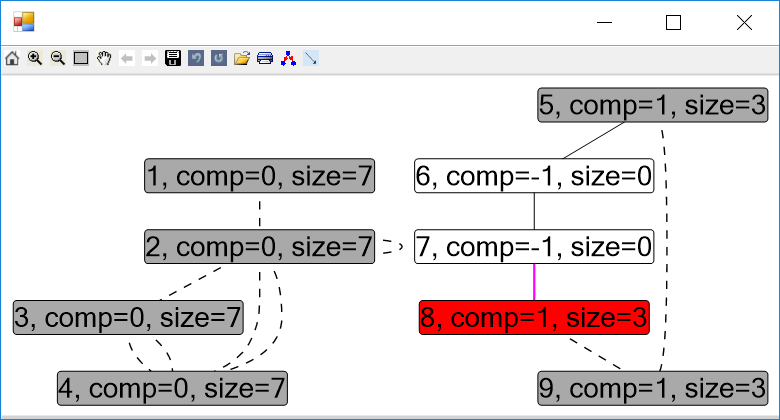 5, comp=1, size=3
1, comp=0, size=7
6, comp=-1, size=0
2, comp=0, size=7
7, comp=-1, size=0
3, comp=0, size=7
8, comp=1, size=3
4, comp=0, size=7
9, comp=1, size=3